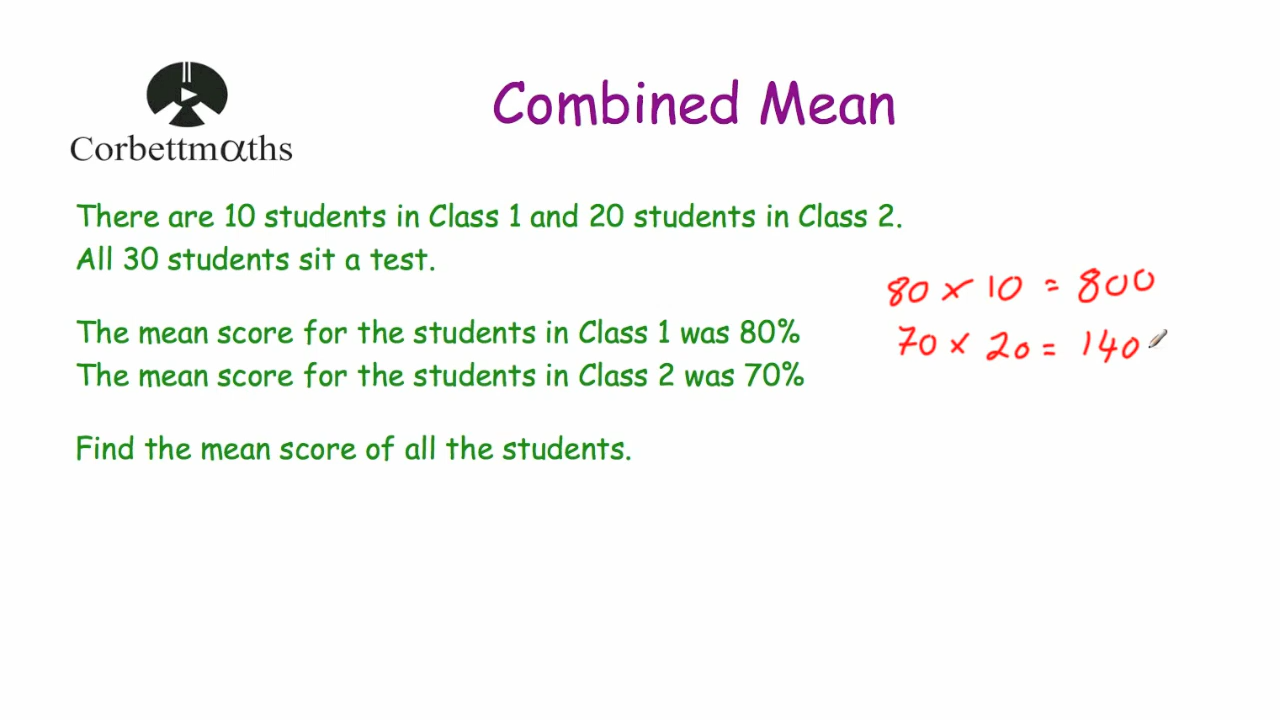 Combined Mean
Corbettmαths
There are 10 students in Class 1 and 20 students in Class 2.
All 30 students sit a test.
80 × 10 = 800
The mean score for the students in Class 1 was 80%
70 × 20 = 140
The mean score for the students in Class 2 was 70%
Find the mean score of all the students.